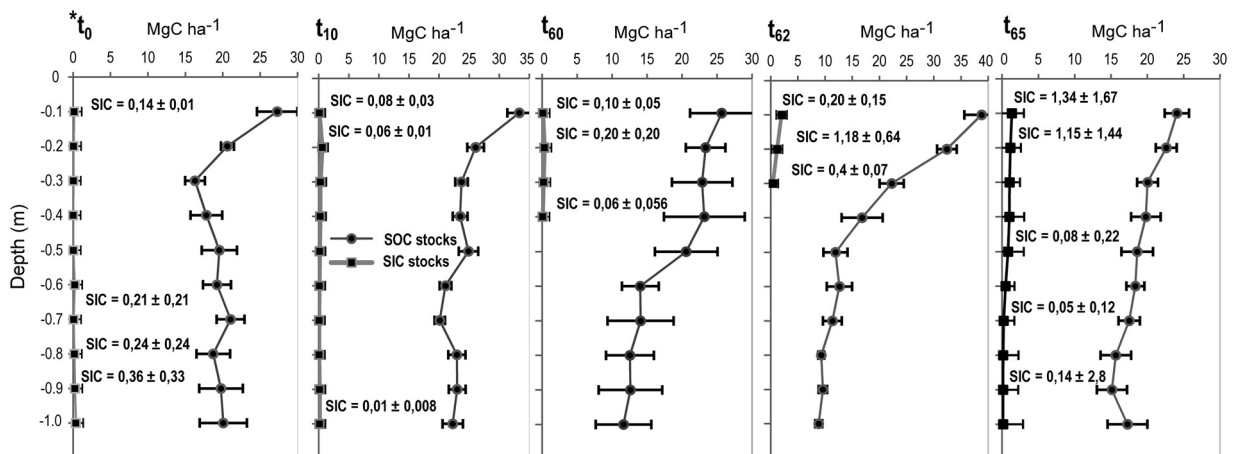 *t0 MgC ha-1
0 5 10 15 20 25 30
t10 MgC ha-1
0 5 10 15 20 25 30 35
t60 MgC ha-1
0 5 10 15 20 25 30
t62 MgC ha-1
0 5 10 15 20 25 30 35 40
t65 MgC ha-1
0 5 10 15 20 25 30
Depth (m)
0
-0.1
-0.2
-0.3
-0.4
-0.5
-0.6
-0.7
-0.8
-0.9
-1.0
SIC = 0,14 ± 0,01
SIC = 0,21 ± 0,21
SIC = 0,24 ± 0,24
SIC = 0,36 ± 0,33
SIC = 0,08 ± 0,03
SIC = 0,06 ± 0,01
SOC stocks
SIC stocks
SIC = 0,01 ± 0,008
SIC = 0,10 ± 0,05
SIC = 0,20 ± 0,20
SIC = 0,06 ± 0,056
SIC = 0,20 ± 0,15
SIC = 1,18 ± 0,64
SIC = 0,4 ± 0,07
SIC = 1,34 ± 1,67
SIC = 1,15 ± 1,44
SIC = 0,08 ± 0,22
SIC = 0,05 ± 0,12
SIC = 0,14 ± 2,8